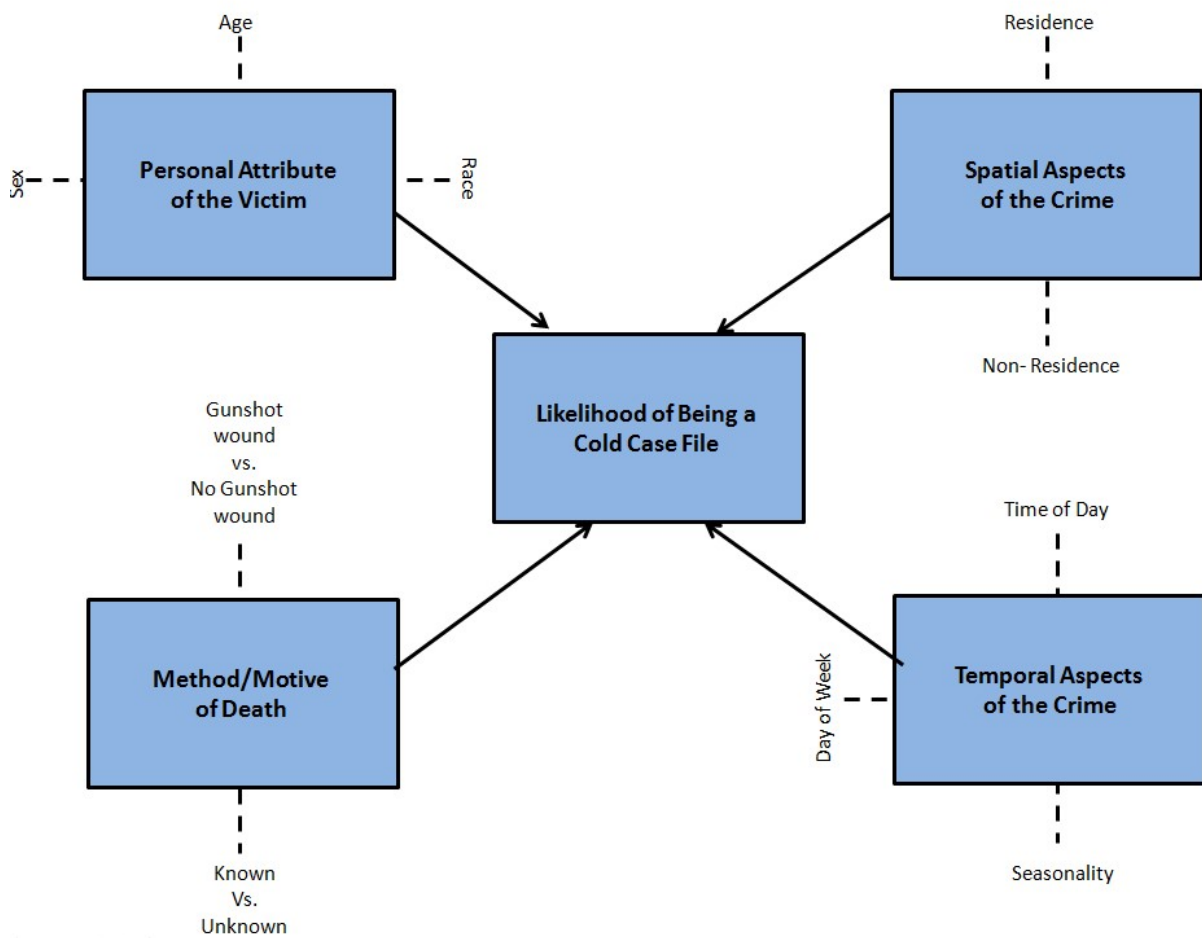 Age
Sex
Personal Attribute
of the Victim
Race
Residence
Spatial Aspects
of the Crime
Non- Residence
Likelihood of Being a
Cold Case File
Gunshot
wound
vs.
No Gunshot
wound
Method/Motive
of Death
Known
Vs.
Unknown
Time of Day
Day of Week
Temporal Aspects
of the Crime
Seasonality